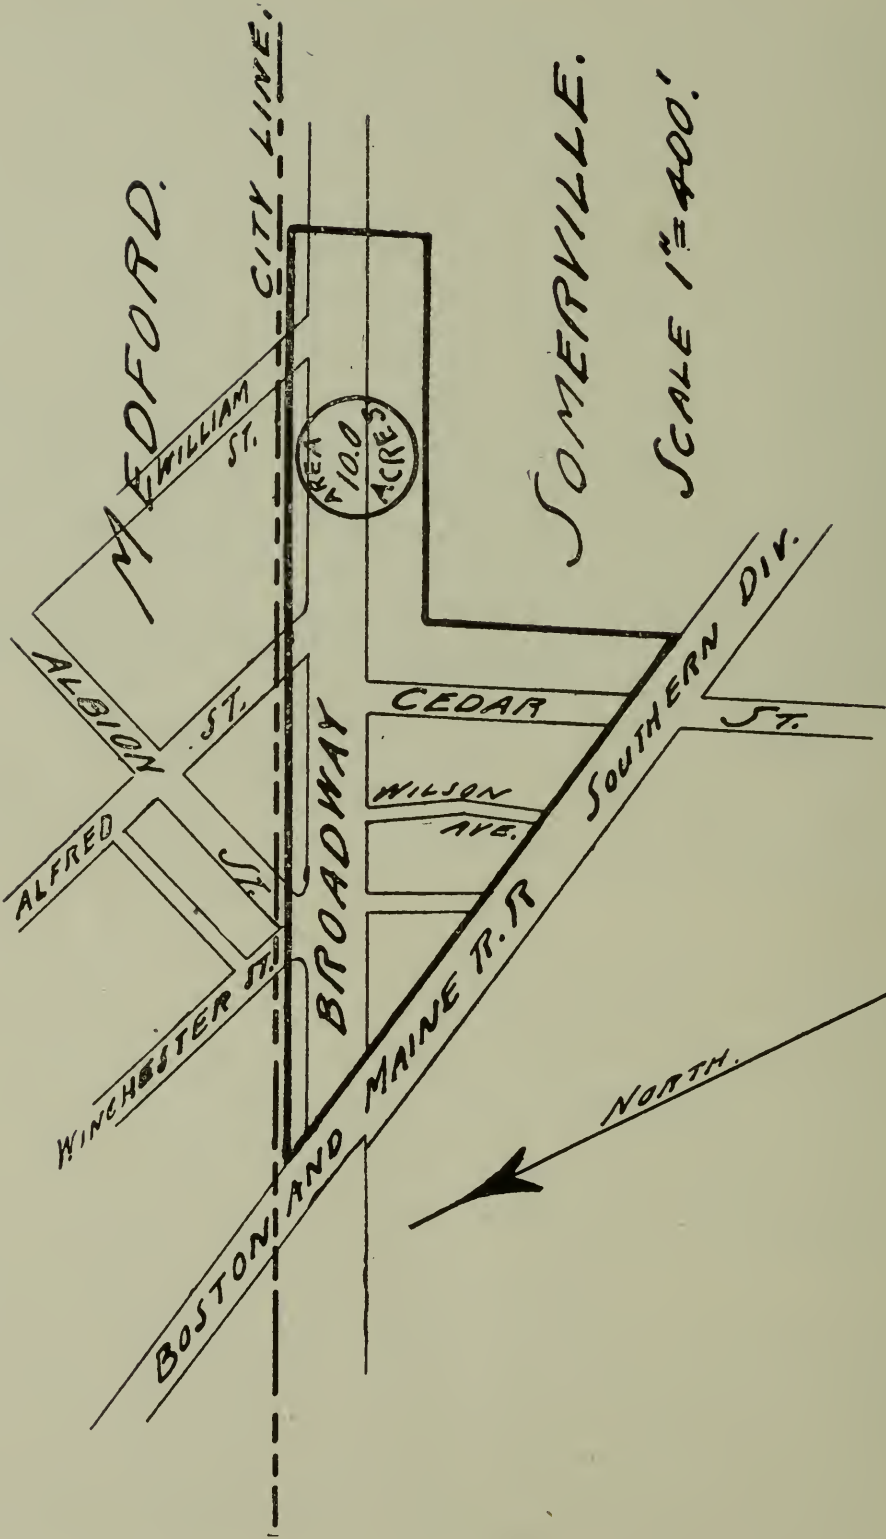 MEDFORD.
CITY LINE.
WILLIAM
ST.
ALBION
ST.
ALFRED
ST.
WINCHESTER ST.
AREA
10.0
ACRES
BROADWAY
CEDAR
ST.
WILSON
AVE.
BOSTON AND MAINE R.R
SOUTHERN DIV.
SOMERVILLE.
SCALE 1"=400'.
NORTH.